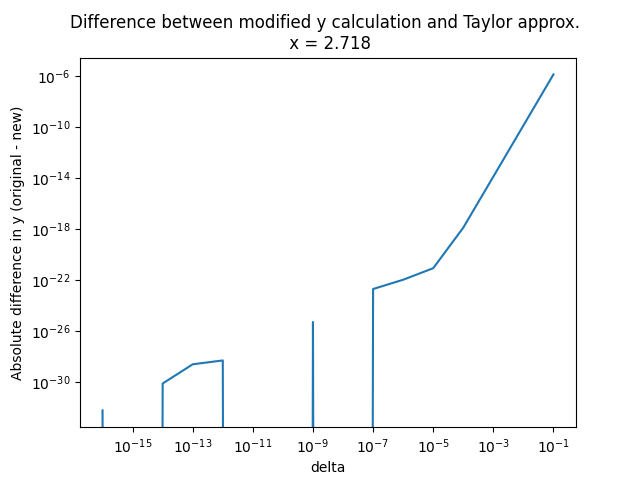 Difference between modified y calculation and Taylor approx.
x = 2.718
Absolute difference in y (original - new)
10⁻⁶
10⁻¹⁰
10⁻¹⁴
10⁻¹⁸
10⁻²²
10⁻²⁶
10⁻³⁰
10⁻¹⁵ 10⁻¹³ 10⁻¹¹ 10⁻⁹ 10⁻⁷ 10⁻⁵ 10⁻³ 10⁻¹
delta